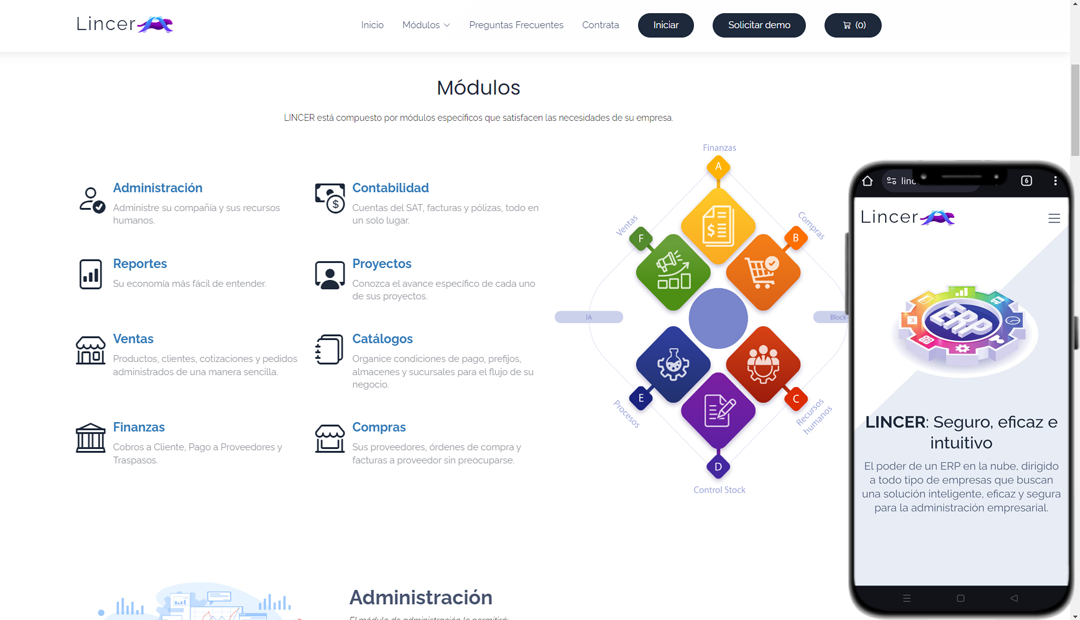 Lincer
Inicio
Módulos
Preguntas Frecuentes
Contrata
Iniciar
Solicitar demo
(0)
Módulos
LINCER está compuesto por módulos específicos que satisfacen las necesidades de su empresa.
Administración
Administre su compañía y sus recursos
humanos.
Contabilidad
Cuentas del SAT, facturas y pólizas, todo en
un solo lugar.
Reportes
Su economía más fácil de entender.
Proyectos
Conozca el avance específico de cada uno
de sus proyectos.
Ventas
Productos, clientes, cotizaciones y pedidos
administrados de una manera sencilla.
Catálogos
Organice condiciones de pago, prefijos,
almacenes y sucursales para el flujo de su
negocio.
Finanzas
Cobros a Cliente, Pago a Proveedores y
Traspasos.
Compras
Sus proveedores, órdenes de compra y
facturas a proveedor sin preocuparse.
Finanzas
A
Ventas
F
Compras
B
IA
Block
E
Procesos
C
Recursos
humanos
D
Control Stock
linc
6
Lincer
ERP
LINCER: Seguro, eficaz e
intuitivo
El poder de un ERP en la nube, dirigido
a todo tipo de empresas que buscan
una solución inteligente, eficaz y segura
para la administración empresarial.
Administración